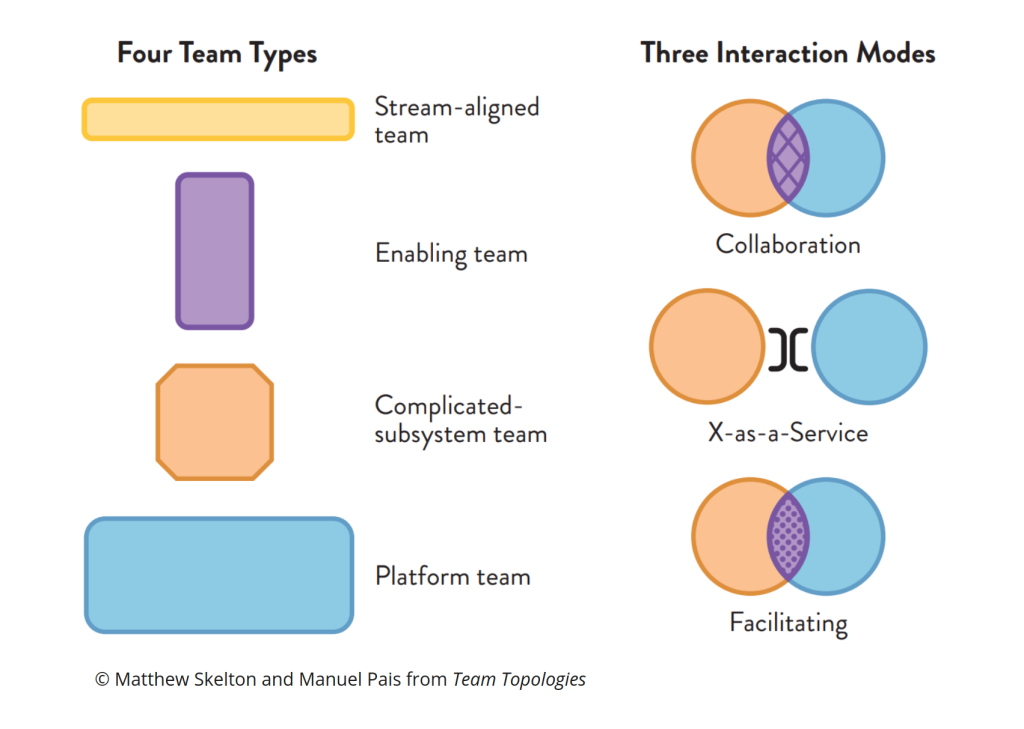 Four Team Types
Stream-aligned
team
Enabling team
Complicated-
subsystem team
Platform team
Three Interaction Modes
Collaboration
X-as-a-Service
Facilitating
© Matthew Skelton and Manuel Pais from Team Topologies